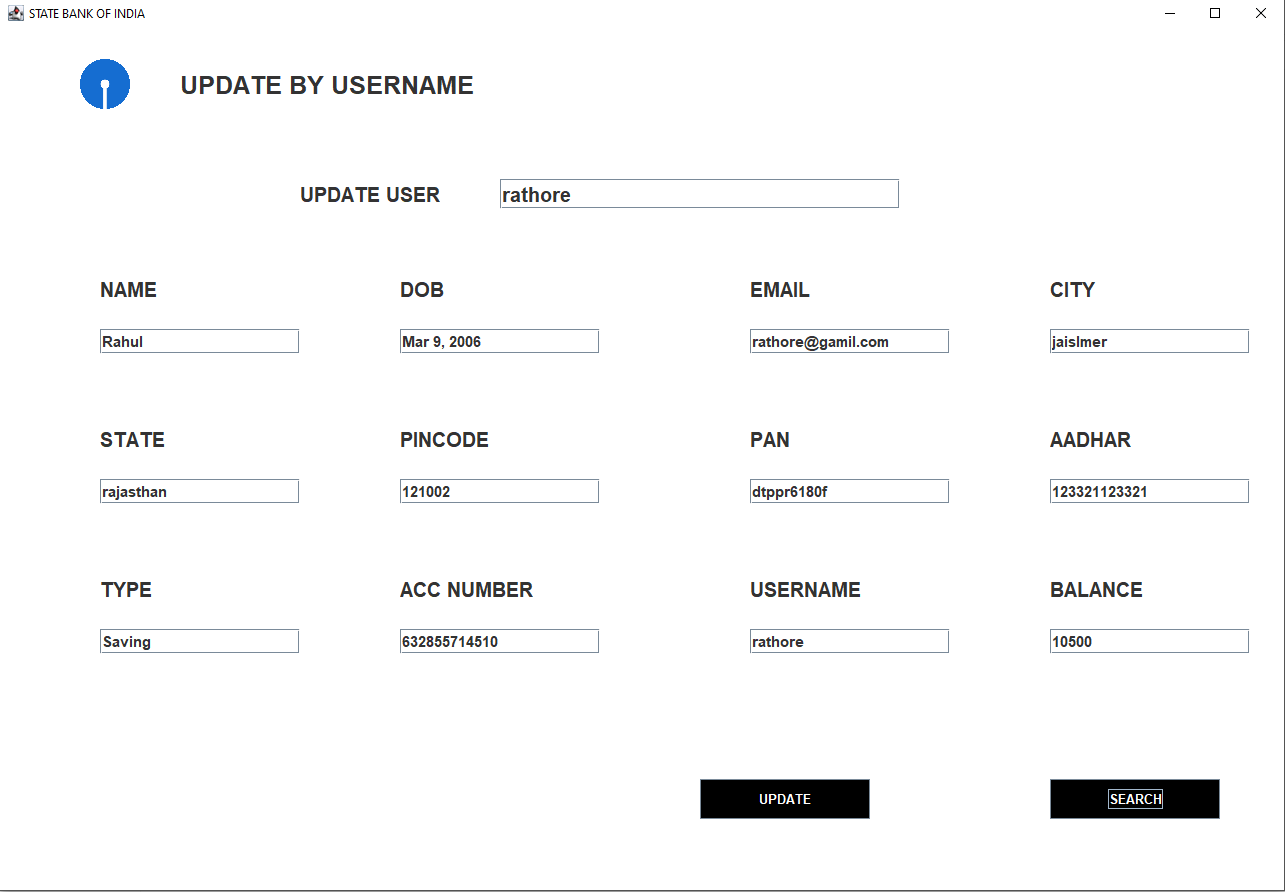 STATE BANK OF INDIA
UPDATE BY USERNAME
UPDATE USER rathore
NAME DOB EMAIL CITY
Rahul Mar 9, 2006 rathore@gamil.com jaislmer
STATE PINCODE PAN AADHAR
rajasthan 121002 dtppr6180f 123321123321
TYPE ACC NUMBER USERNAME BALANCE
Saving 632855714510 rathore 10500
UPDATE SEARCH